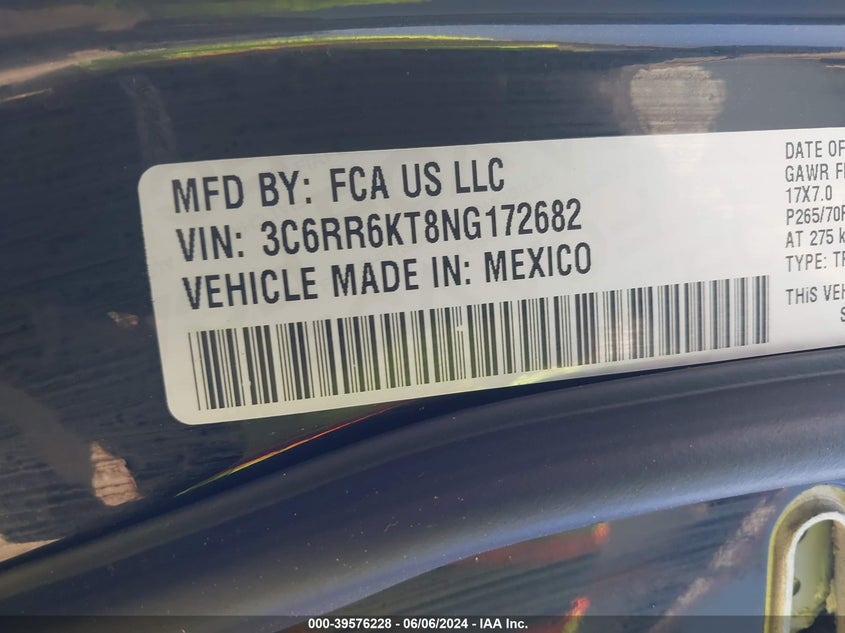 MFD BY: FCA US LLC
VIN: 3C6RR6KT8NG172682
VEHICLE MADE IN: MEXICO
DATE OF
GAWR
17X7.0
P265/70
AT 275
TYPE:
THIS
000-39576228 - 06/06/2024 - IAA Inc.